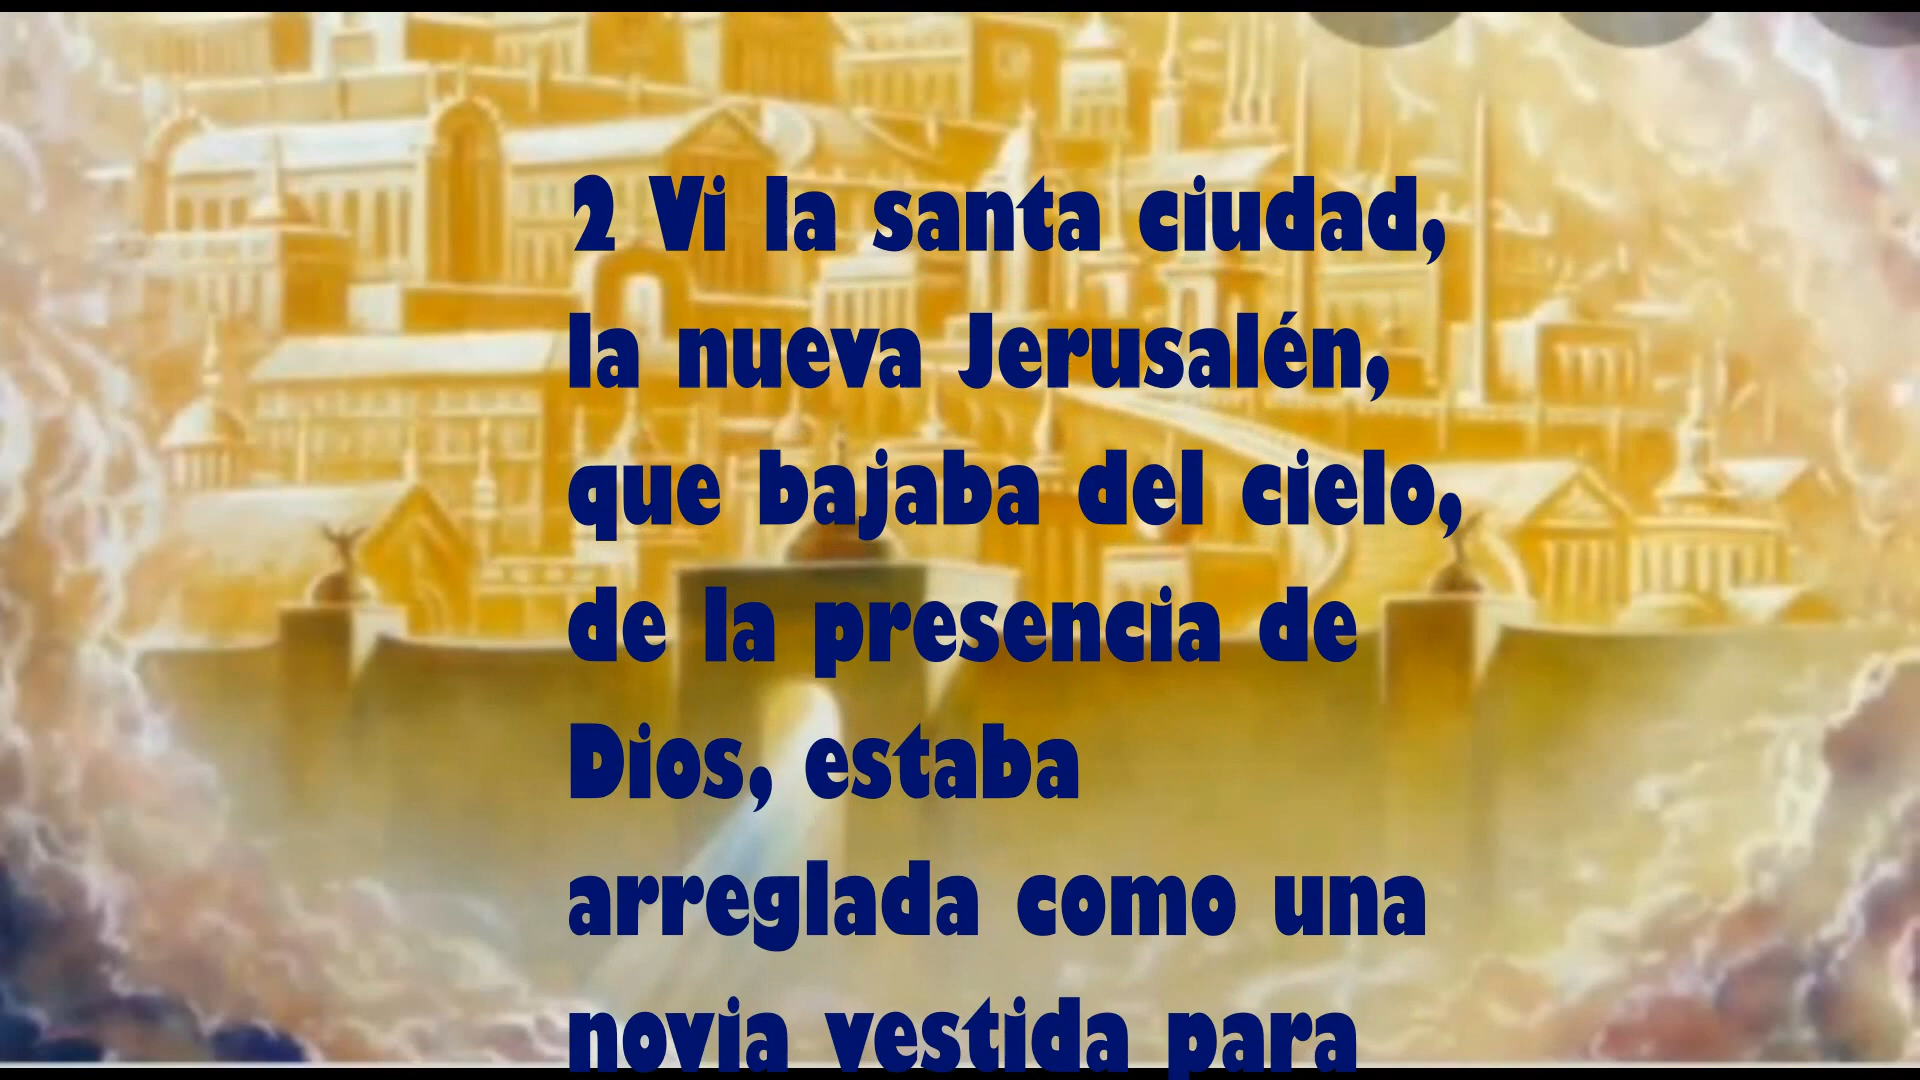 2 Vi la santa ciudad,
la nueva Jerusalén,
que bajaba del cielo,
de la presencia de
Dios, estaba
arreglada como una
novia vestida para